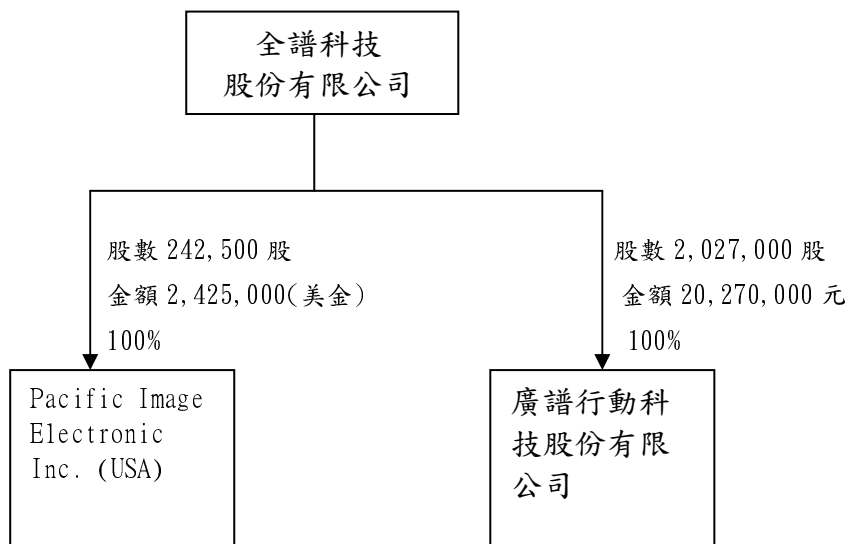 全譜科技
股份有限公司
股數 242,500 股
金額 2,425,000(美金)
100%
股數 2,027,000 股
金額 20,270,000 元
100%
Pacific Image
Electronic
Inc. (USA)
廣譜行動科
技股份有限
公司